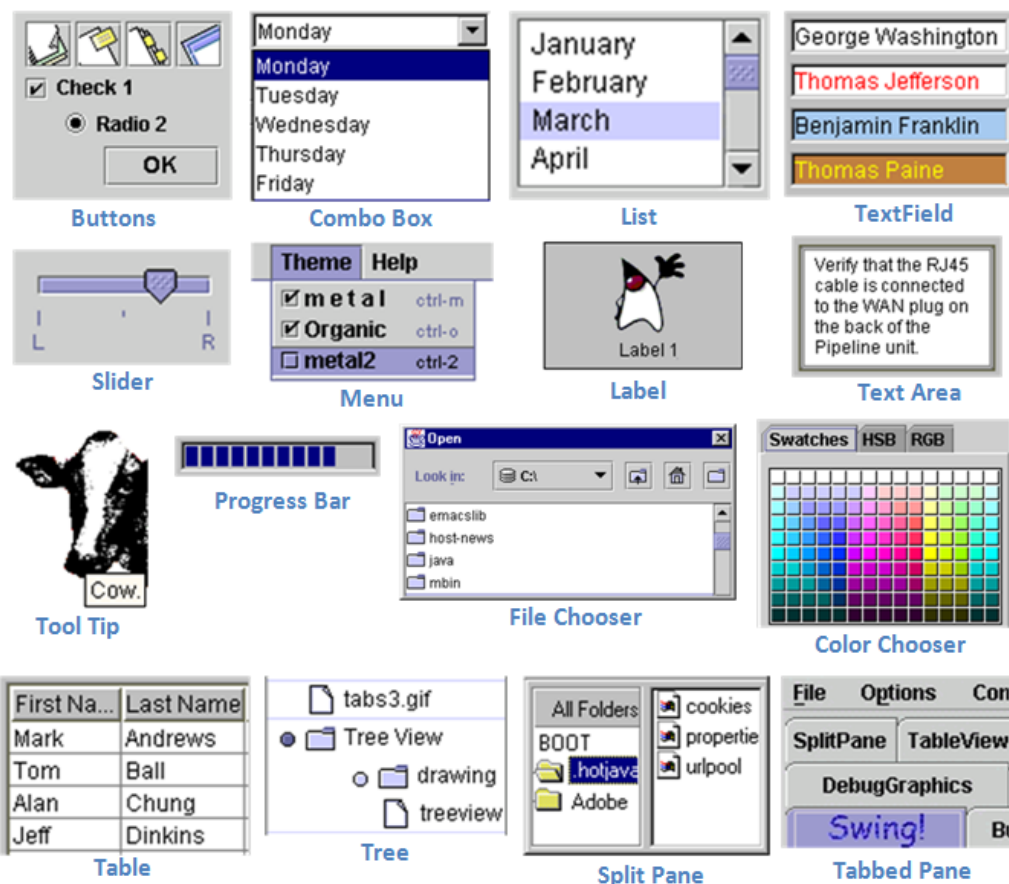 Check 1
Radio 2
OK
Buttons
Monday
Monday
Tuesday
Wednesday
Thursday
Friday
Combo Box
January
February
March
April
List
George Washington
Thomas Jefferson
Benjamin Franklin
Thomas Paine
TextField
L R
Slider
Theme Help
metal ctrl-m
Organic ctrl-o
metal2 ctrl-2
Menu
Label 1
Label
Verify that the RJ45
cable is connected
to the WAN plug on
the back of the
Pipeline unit.
Text Area
Cow.
Tool Tip
Progress Bar
Open
Look in: C:\
emacslib
host-news
java
mbin
File Chooser
Swatches HSB RGB
Color Chooser
First Na... Last Name
Mark Andrews
Tom Ball
Alan Chung
Jeff Dinkins
Table
tabs3.gif
Tree View
drawing
treeview
Tree
All Folders
BOOT
.hotjava
Adobe
cookies
propertie
urlpool
Split Pane
File Options Con
SplitPane TableView
DebugGraphics
Swing! Bu
Tabbed Pane